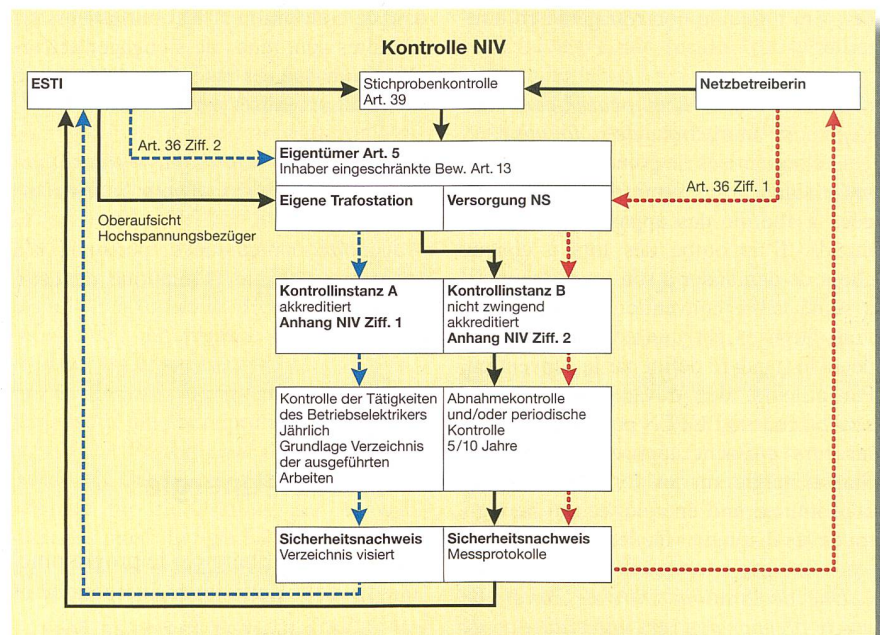 Kontrolle NIV
ESTI
Stichprobenkontrolle
Art. 39
Netzbetreiberin
Art. 36 Ziff. 2
Eigentümer Art. 5
Inhaber eingeschränkte Bew. Art. 13
Art. 36 Ziff. 1
Eigene Trafostation
Versorgung NS
Oberaufsicht
Hochspannungsbezüger
Kontrollinstanz A
akkreditiert
Anhang NIV Ziff. 1
Kontrollinstanz B
nicht zwingend
akkreditiert
Anhang NIV Ziff. 2
Kontrolle der Tätigkeiten
des Betriebselektrikers
Jährlich
Grundlage Verzeichnis
der ausgeführten
Arbeiten
Abnahmekontrolle
und/oder periodische
Kontrolle
5/10 Jahre
Sicherheitsnachweis
Verzeichnis visiert
Sicherheitsnachweis
Messprotokolle